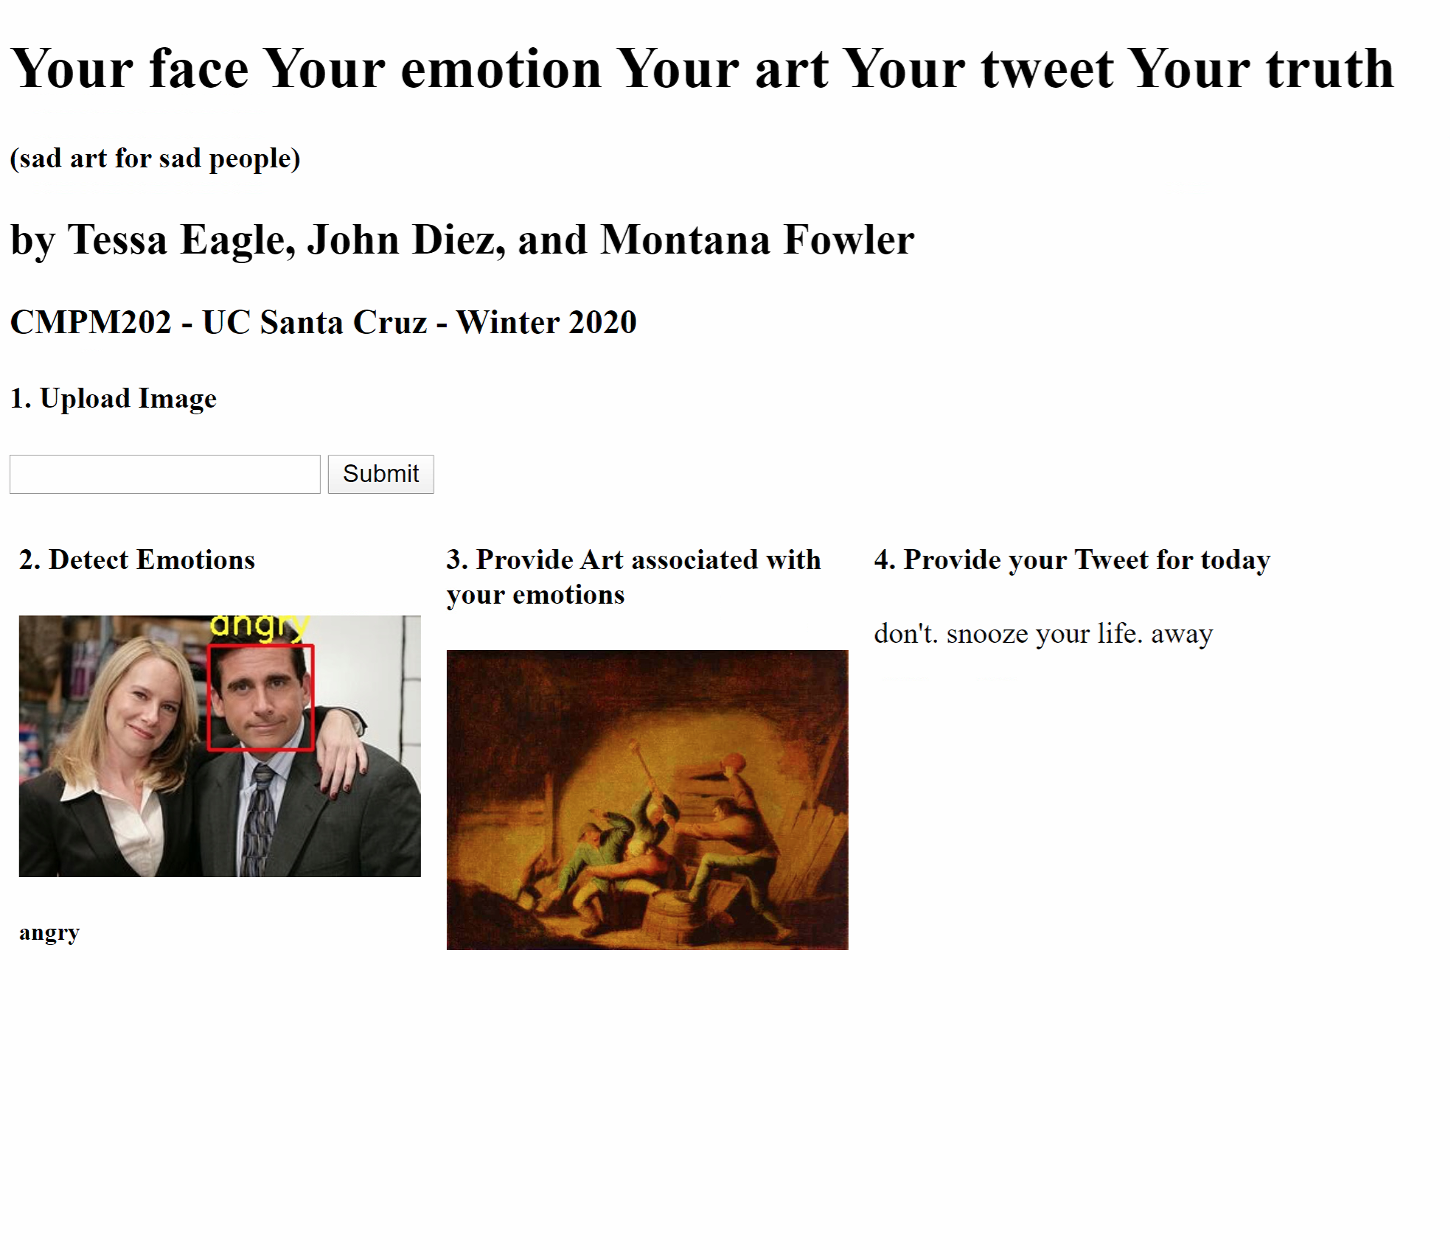 Your face Your emotion Your art Your tweet Your truth
(sad art for sad people)
by Tessa Eagle, John Diez, and Montana Fowler
CMPM202 - UC Santa Cruz - Winter 2020
1. Upload Image
Submit
2. Detect Emotions
angry
angry
3. Provide Art associated with
your emotions
4. Provide your Tweet for today
don't. snooze your life. away